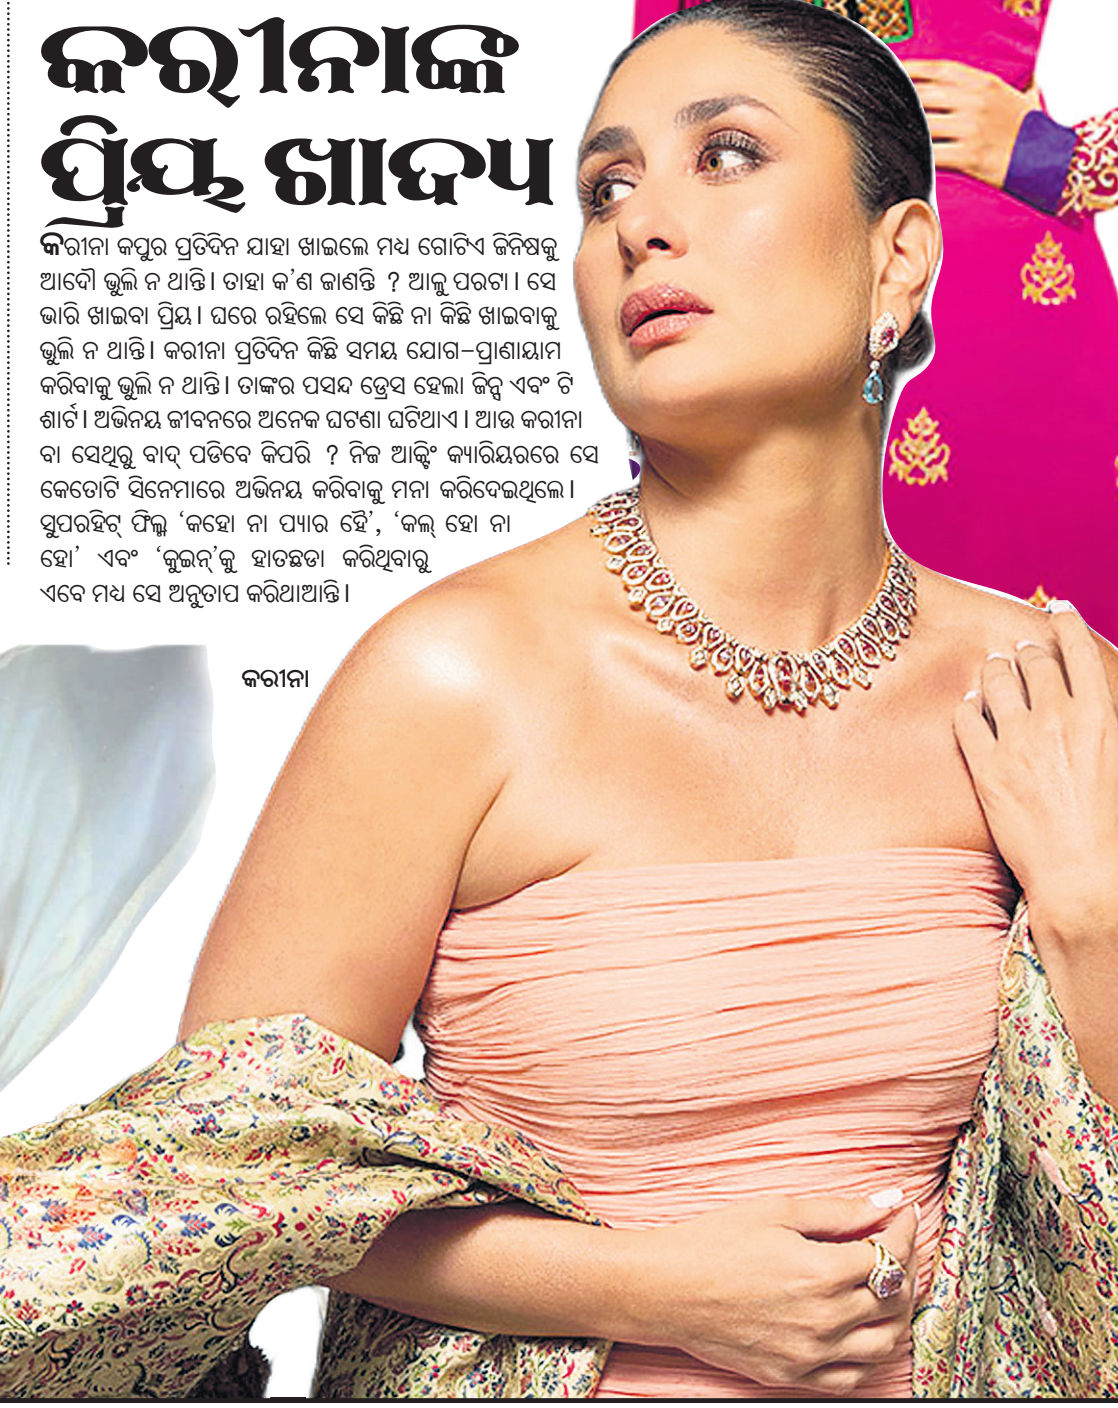 କରୀନାଙ୍କ
ପ୍ରିୟ ଖାଦ୍ୟ
କରୀନା କପୁର ପ୍ରତିଦିନ ଯାହା ଖାଇଲେ ମଧ୍ୟ ଗୋଟିଏ ଜିନିଷକୁ
ଆଦୌ ଭୁଲି ନ ଥାନ୍ତି। ତାହା କ’ଣ ଜାଣନ୍ତି ? ଆଳୁ ପରଟା। ସେ
ଭାରି ଖାଇବା ପ୍ରିୟ। ଘରେ ରହିଲେ ସେ କିଛି ନା କିଛି ଖାଇବାକୁ
ଭୁଲି ନ ଥାନ୍ତି। କରୀନା ପ୍ରତିଦିନ କିଛି ସମୟ ଯୋଗ-ପ୍ରାଣାୟାମ
କରିବାକୁ ଭୁଲି ନ ଥାନ୍ତି। ତାଙ୍କର ପସନ୍ଦ ଡ୍ରେସ ହେଲା ଜିନ୍ସ ଏବଂ ଟି
ଶାର୍ଟ। ଅଭିନୟ ଜୀବନରେ ଅନେକ ଘଟଣା ଘଟିଥାଏ। ଆଉ କରୀନା
ବା ସେଥିରୁ ବାଦ୍ ପଡିବେ କିପରି ? ନିଜ ଆକ୍ଟିଂ କ୍ୟାରିୟରରେ ସେ
କେତୋଟି ସିନେମାରେ ଅଭିନୟ କରିବାକୁ ମନା କରିଦେଇଥିଲେ।
ସୁପରହିଟ୍ ଫିଲ୍ମ ‘କହୋ ନା ପ୍ୟାର ହୈ’, ‘କଲ୍ ହୋ ନା
ହୋ’ ଏବଂ ‘କୁଇନ୍’କୁ ହାତଛଡା କରିଥିବାରୁ
ଏବେ ମଧ୍ୟ ସେ ଅନୁତାପ କରିଥାଆନ୍ତି।
କରୀନା